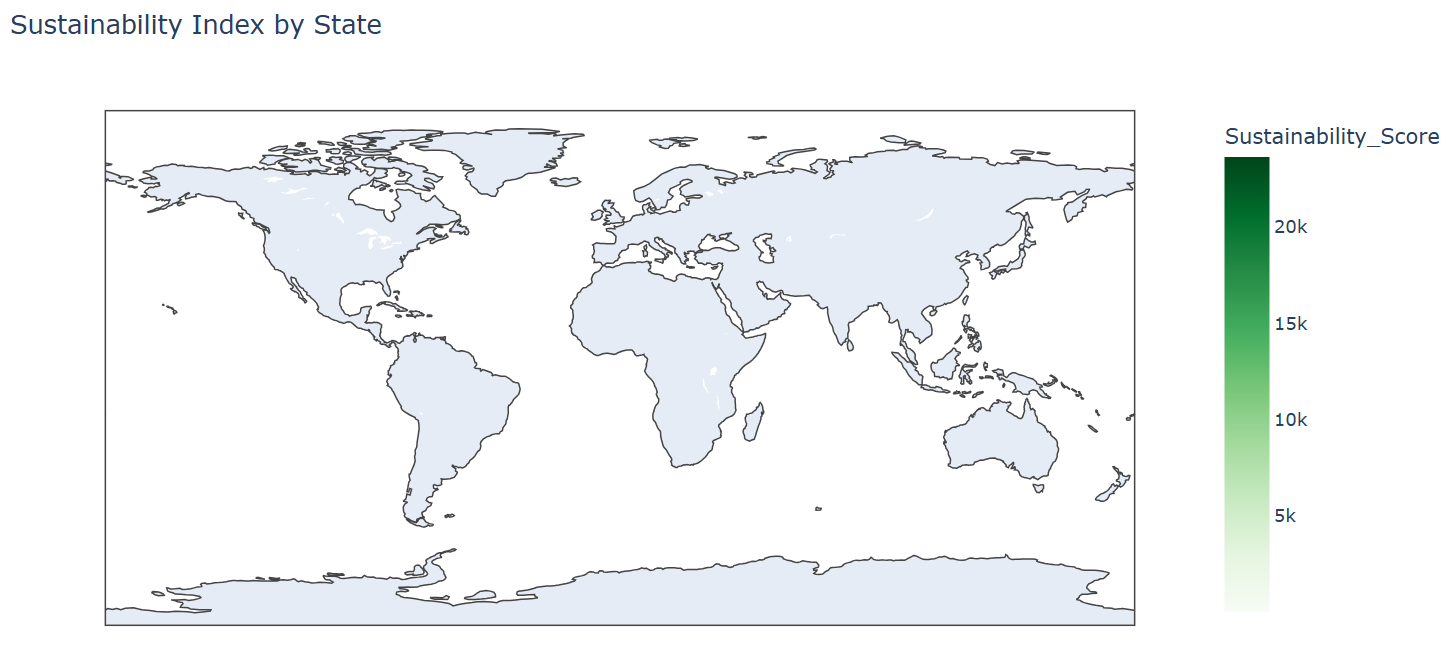 Sustainability Index by State
Sustainability_Score
20k
15k
10k
5k